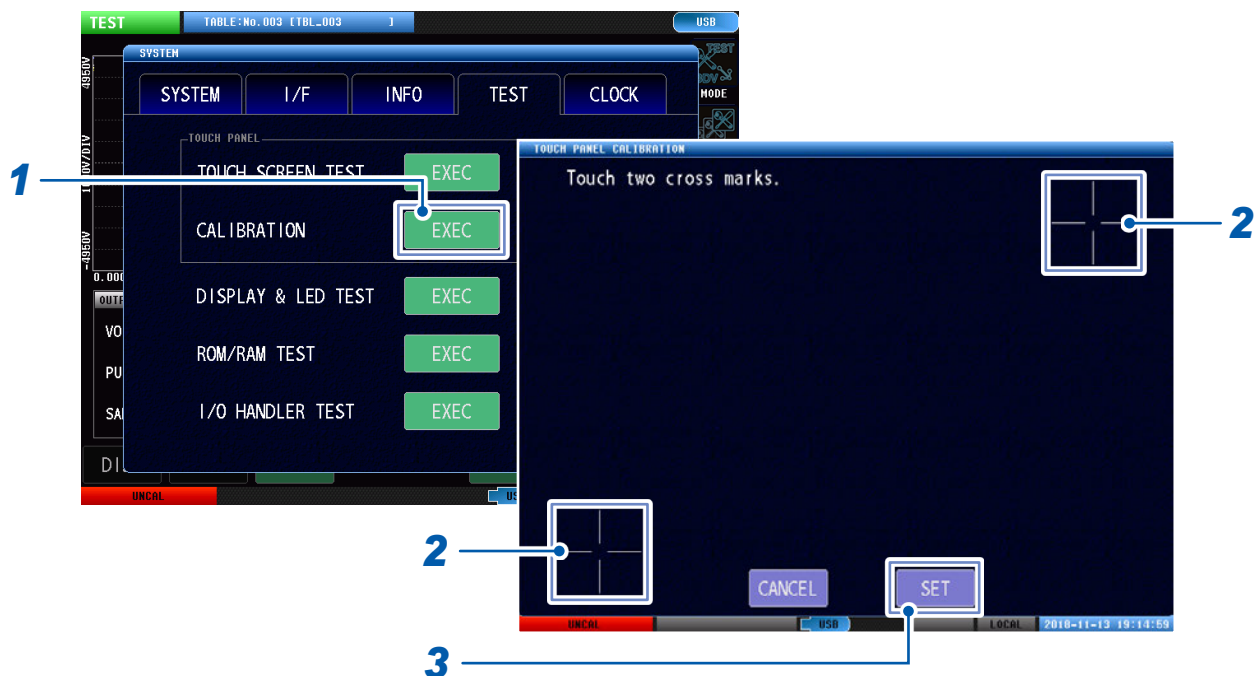 TEST
TABLE:No.003 [TBL_003 ]
USB
SYSTEM
TEST
MODE
SYSTEM
I/F
INFO
TEST
CLOCK
4950V
-4950V
TOUCH PANEL
TOUCH SCREEN TEST
EXEC
1
CALIBRATION
EXEC
DISPLAY & LED TEST
EXEC
ROM/RAM TEST
EXEC
I/O HANDLER TEST
EXEC
UNCAL
TOUCH PANEL CALIBRATION
Touch two cross marks.
2
2
CANCEL
SET
UNCAL
USB
LOCAL
2018-11-13 19:14:59
3